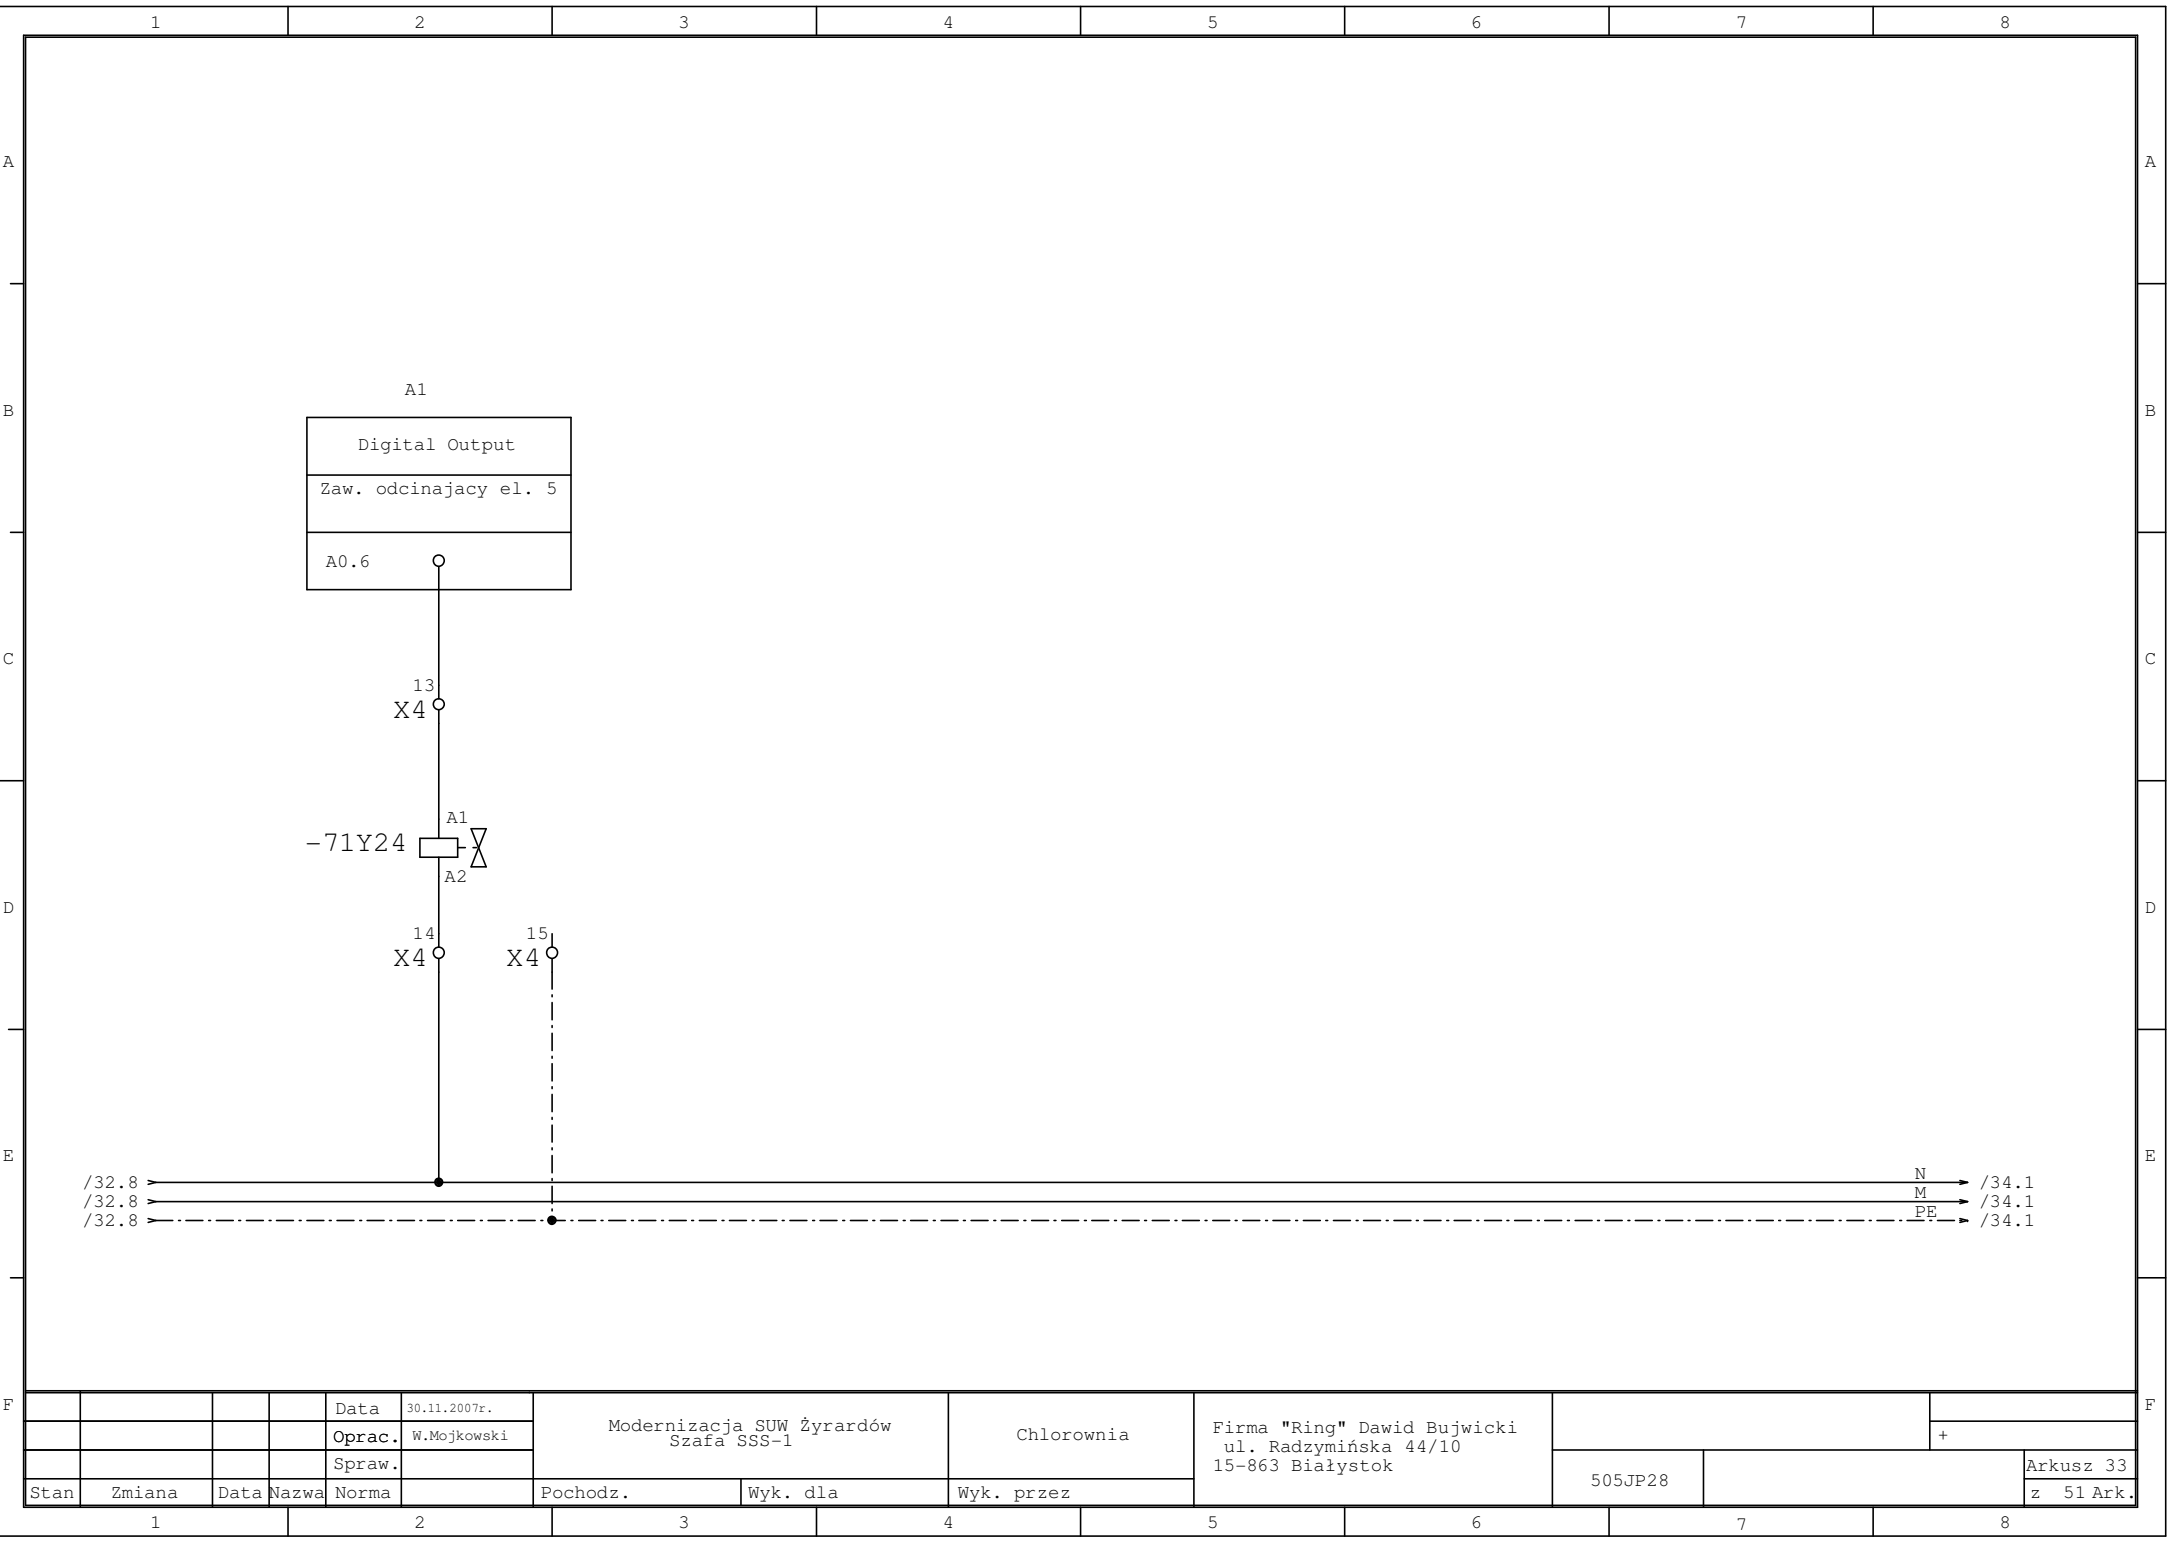 1 2 3 4 5 6 7 8
A A
A1
B B
Digital Output
Zaw. odcinajacy el. 5
A0.6
C C
13
X4
A1
-71Y24
A2
D D
14 15
X4 X4
E E
/32.8 N /34.1
/32.8 M /34.1
/32.8 PE /34.1
F F
Data 30.11.2007r.
Oprac. W.Mojkowski
Spraw.
Stan Zmiana Data Nazwa Norma
Modernizacja SUW Żyrardów
Szafa SSS-1
Pochodz. Wyk. dla
Chlorownia
Wyk. przez
Firma "Ring" Dawid Bujwicki
ul. Radzymińska 44/10
15-863 Białystok
505JP28
+
Arkusz 33
z 51 Ark.
1 2 3 4 5 6 7 8